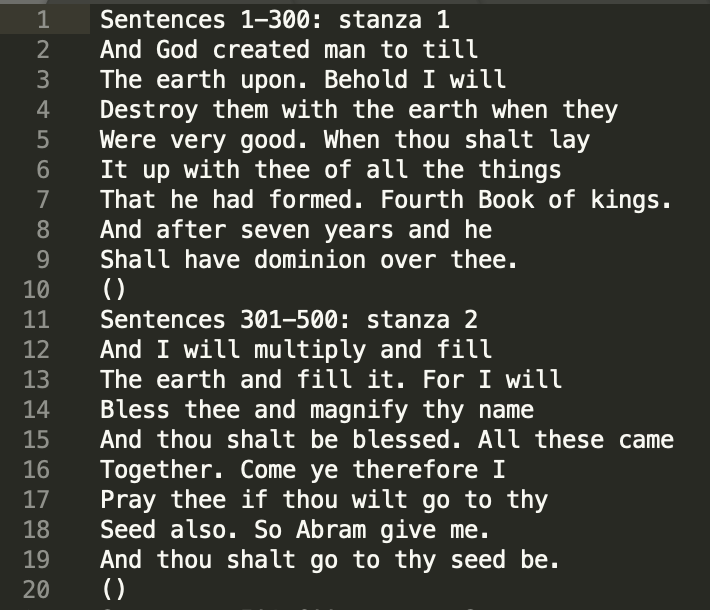 1 Sentences 1–300: stanza 1
2 And God created man to till
3 The earth upon. Behold I will
4 Destroy them with the earth when they
5 Were very good. When thou shalt lay
6 It up with thee of all the things
7 That he had formed. Fourth Book of kings.
8 And after seven years and he
9 Shall have dominion over thee.
10 ()
11 Sentences 301–500: stanza 2
12 And I will multiply and fill
13 The earth and fill it. For I will
14 Bless thee and magnify thy name
15 And thou shalt be blessed. All these came
16 Together. Come ye therefore I
17 Pray thee if thou wilt go to thy
18 Seed also. So Abram give me.
19 And thou shalt go to thy seed be.
20 ()